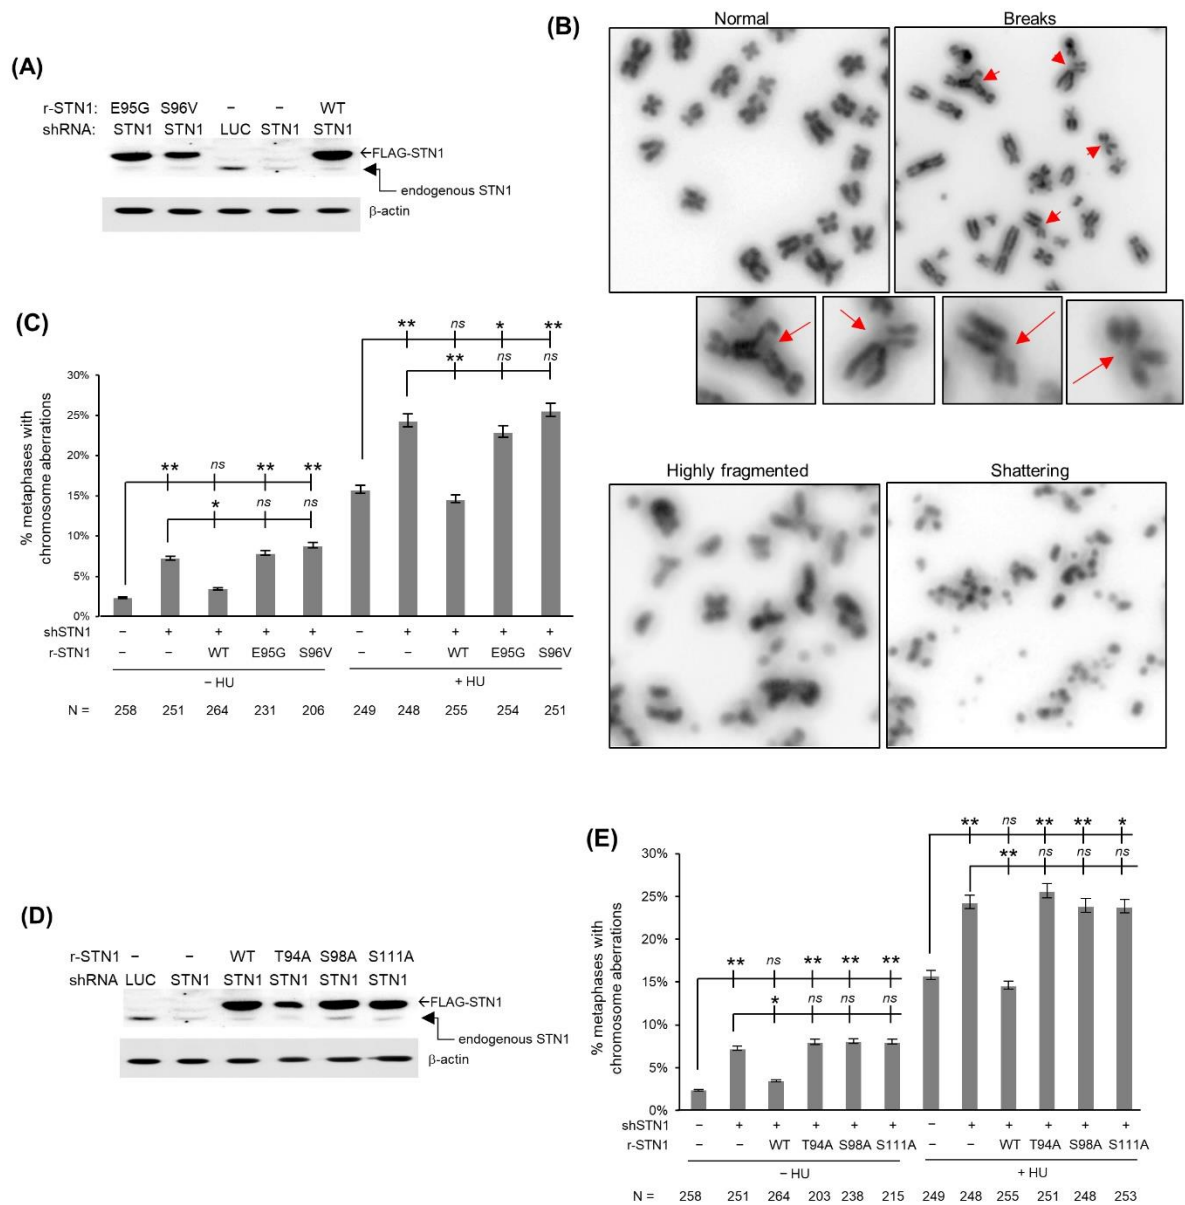 (A)
r-STN1: E95G S96V – – WT
shRNA: STN1 STN1 LUC STN1 STN1
←FLAG-STN1
endogenous STN1
β-actin
(B)
Normal Breaks
Highly fragmented Shattering
(C)
** ns * **
** ns ns
** ns ** **
* ns ns
% metaphases with
chromosome aberrations
30%
25%
20%
15%
10%
5%
0%
shSTN1 – + + + + – + + + +
r-STN1 – – WT E95G S96V – – WT E95G S96V
– HU + HU
N = 258 251 264 231 206 249 248 255 254 251
(D)
r-STN1 – – WT T94A S98A S111A
shRNA LUC STN1 STN1 STN1 STN1 STN1
←FLAG-STN1
endogenous STN1
β-actin
(E)
** ns ** ** *
** ns ns ns
** ns ** ** **
* ns ns ns
% metaphases with
chromosome aberrations
30%
25%
20%
15%
10%
5%
0%
shSTN1 – + + + + + – + + + + +
r-STN1 – – WT T94A S98A S111A – – WT T94A S98A S111A
– HU + HU
N = 258 251 264 203 238 215 249 248 255 251 248 253